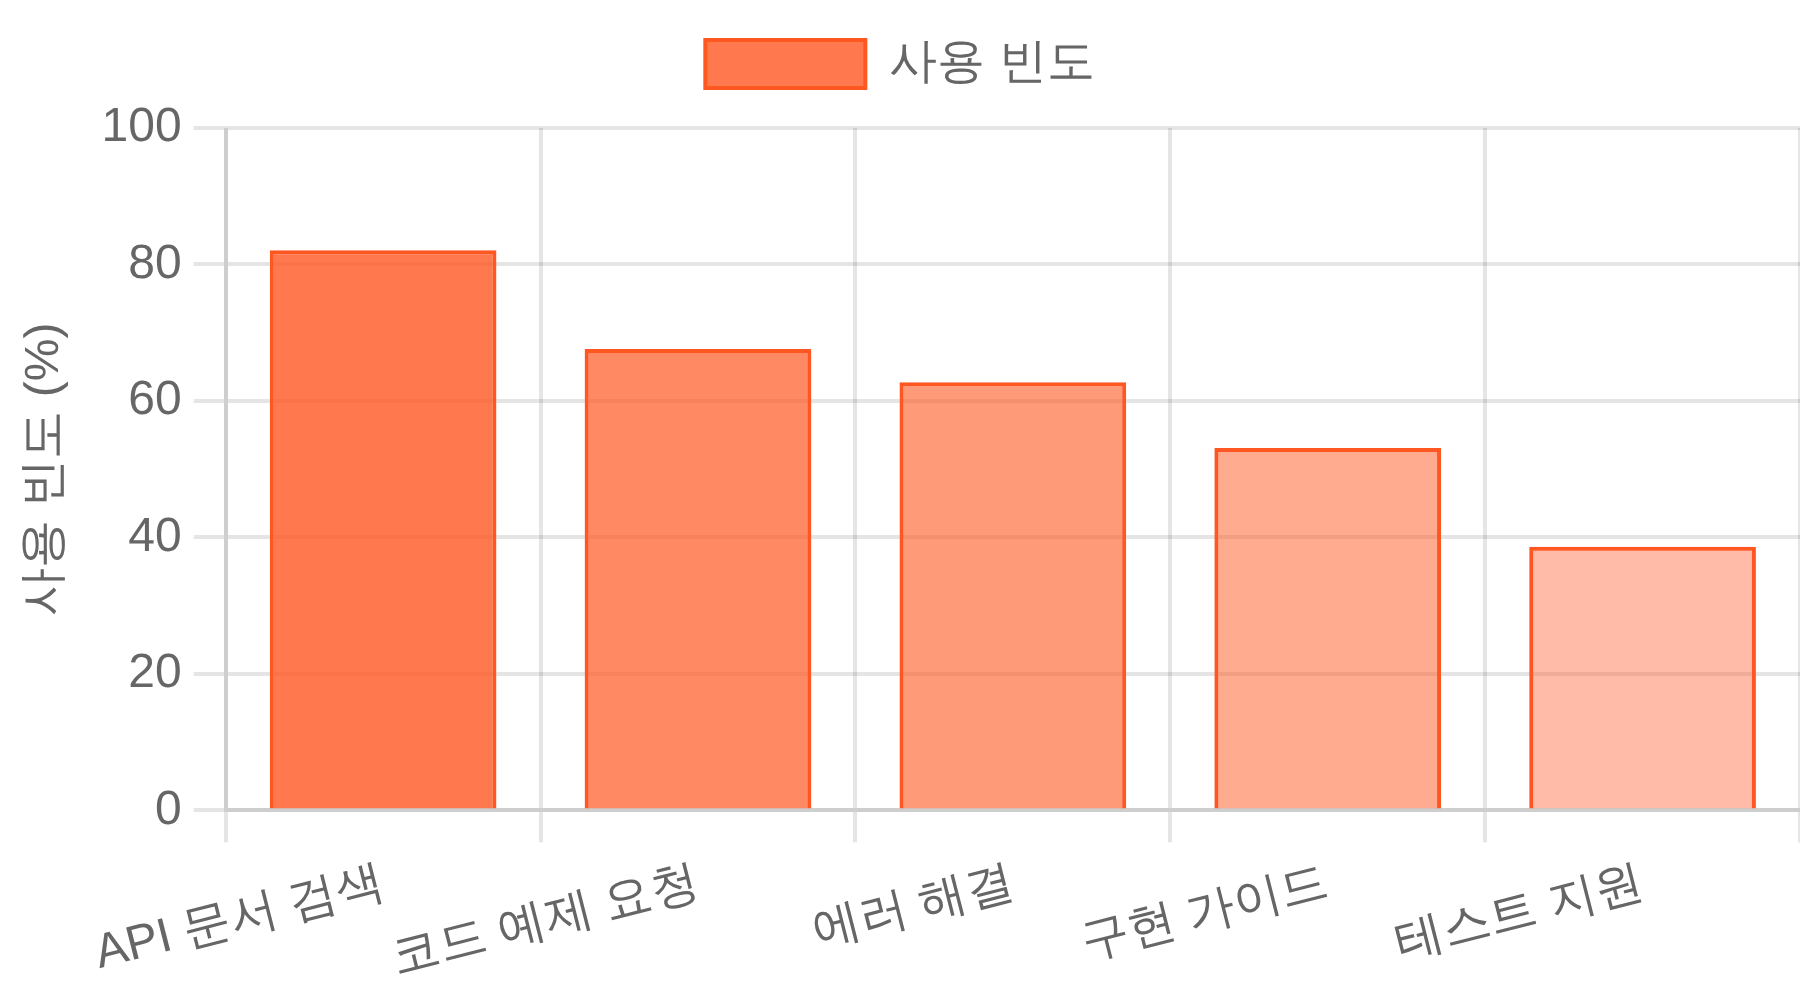 사용 빈도
100
80
60
40
20
0
사용 빈도 (%)
API 문서 검색
코드 예제 요청
에러 해결
구현 가이드
테스트 지원